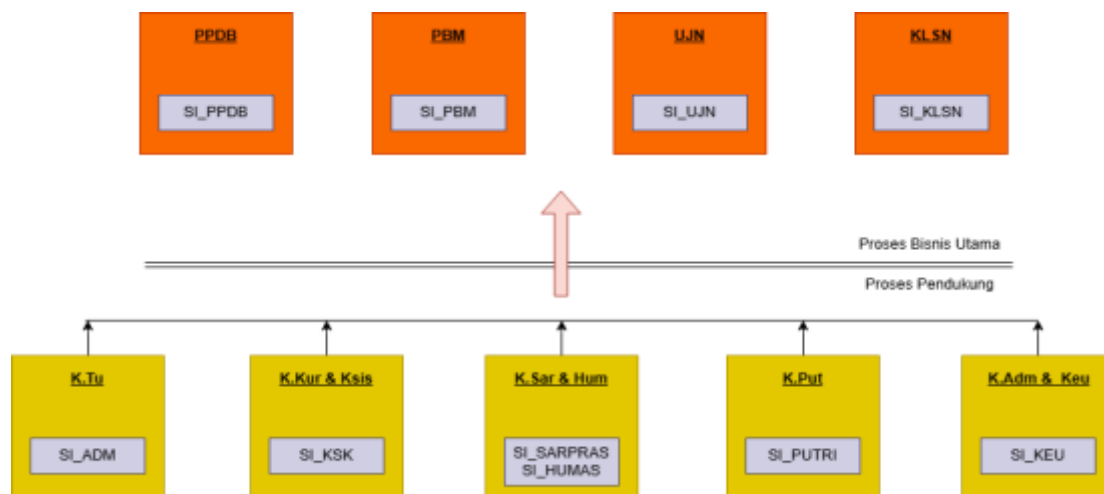 PPDB
PBM
UJN
KLSN
SI_PPDB
SI_PBM
SI_UJN
SI_KLSN
Proses Bisnis Utama
Proses Pendukung
K.Tu
K.Kur & Ksis
K.Sar & Hum
K.Put
K.Adm & Keu
SI_ADM
SI_KSK
SI_SARPRAS
SI_HUMAS
SI_PUTRI
SI_KEU